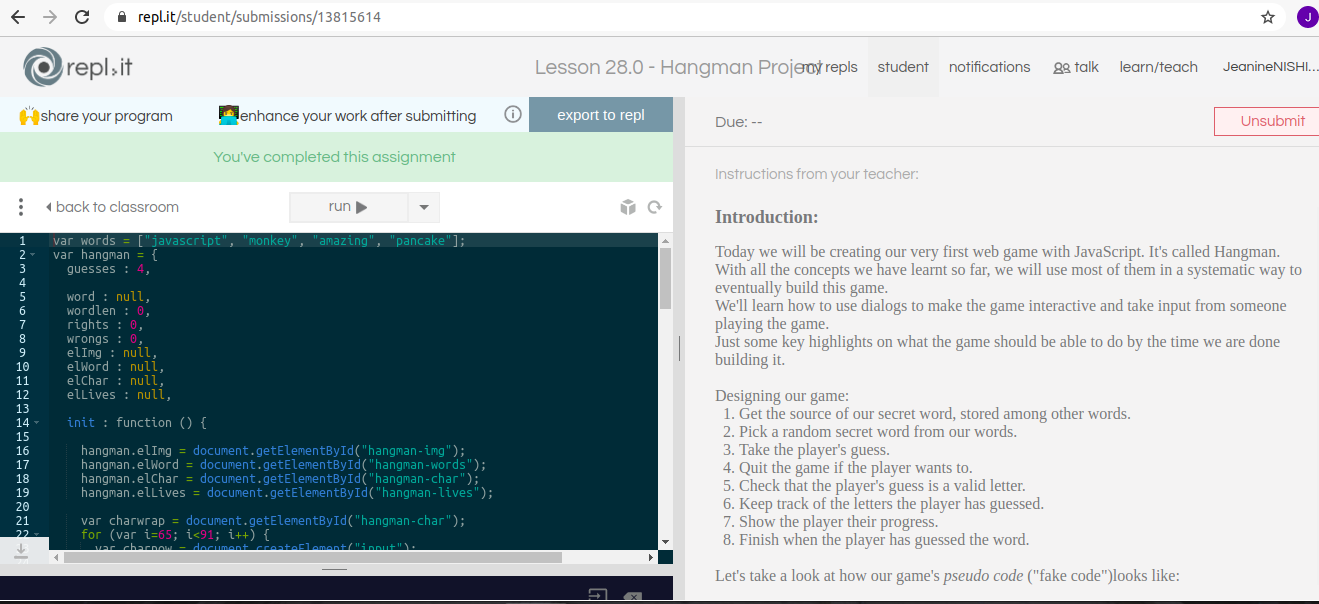 repl.it/student/submissions/13815614
J
repl.it
Lesson 28.0 - Hangman Project
my repls
student
notifications
talk
learn/teach
JeanineNISHI...
share your program
enhance your work after submitting
export to repl
You've completed this assignment
back to classroom
run
1 var words = ["javascript", "monkey", "amazing", "pancake"];
2 var hangman = {
3 guesses : 4,
4
5 word : null,
6 wordlen : 0,
7 rights : 0,
8 wrongs : 0,
9 elImg : null,
10 elWord : null,
11 elChar : null,
12 elLives : null,
13
14 init : function () {
15
16 hangman.elImg = document.getElementById("hangman-img");
17 hangman.elWord = document.getElementById("hangman-words");
18 hangman.elChar = document.getElementById("hangman-char");
19 hangman.elLives = document.getElementById("hangman-lives");
20
21 var charwrap = document.getElementById("hangman-char");
22 for (var i=65; i<91; i++) {
var charnow = document.createElement("input");
Due: --
Unsubmit
Instructions from your teacher:
Introduction:
Today we will be creating our very first web game with JavaScript. It's called Hangman.
With all the concepts we have learnt so far, we will use most of them in a systematic way to
eventually build this game.
We'll learn how to use dialogs to make the game interactive and take input from someone
playing the game.
Just some key highlights on what the game should be able to do by the time we are done
building it.
Designing our game:
1. Get the source of our secret word, stored among other words.
2. Pick a random secret word from our words.
3. Take the player's guess.
4. Quit the game if the player wants to.
5. Check that the player's guess is a valid letter.
6. Keep track of the letters the player has guessed.
7. Show the player their progress.
8. Finish when the player has guessed the word.
Let's take a look at how our game's pseudo code ("fake code")looks like: